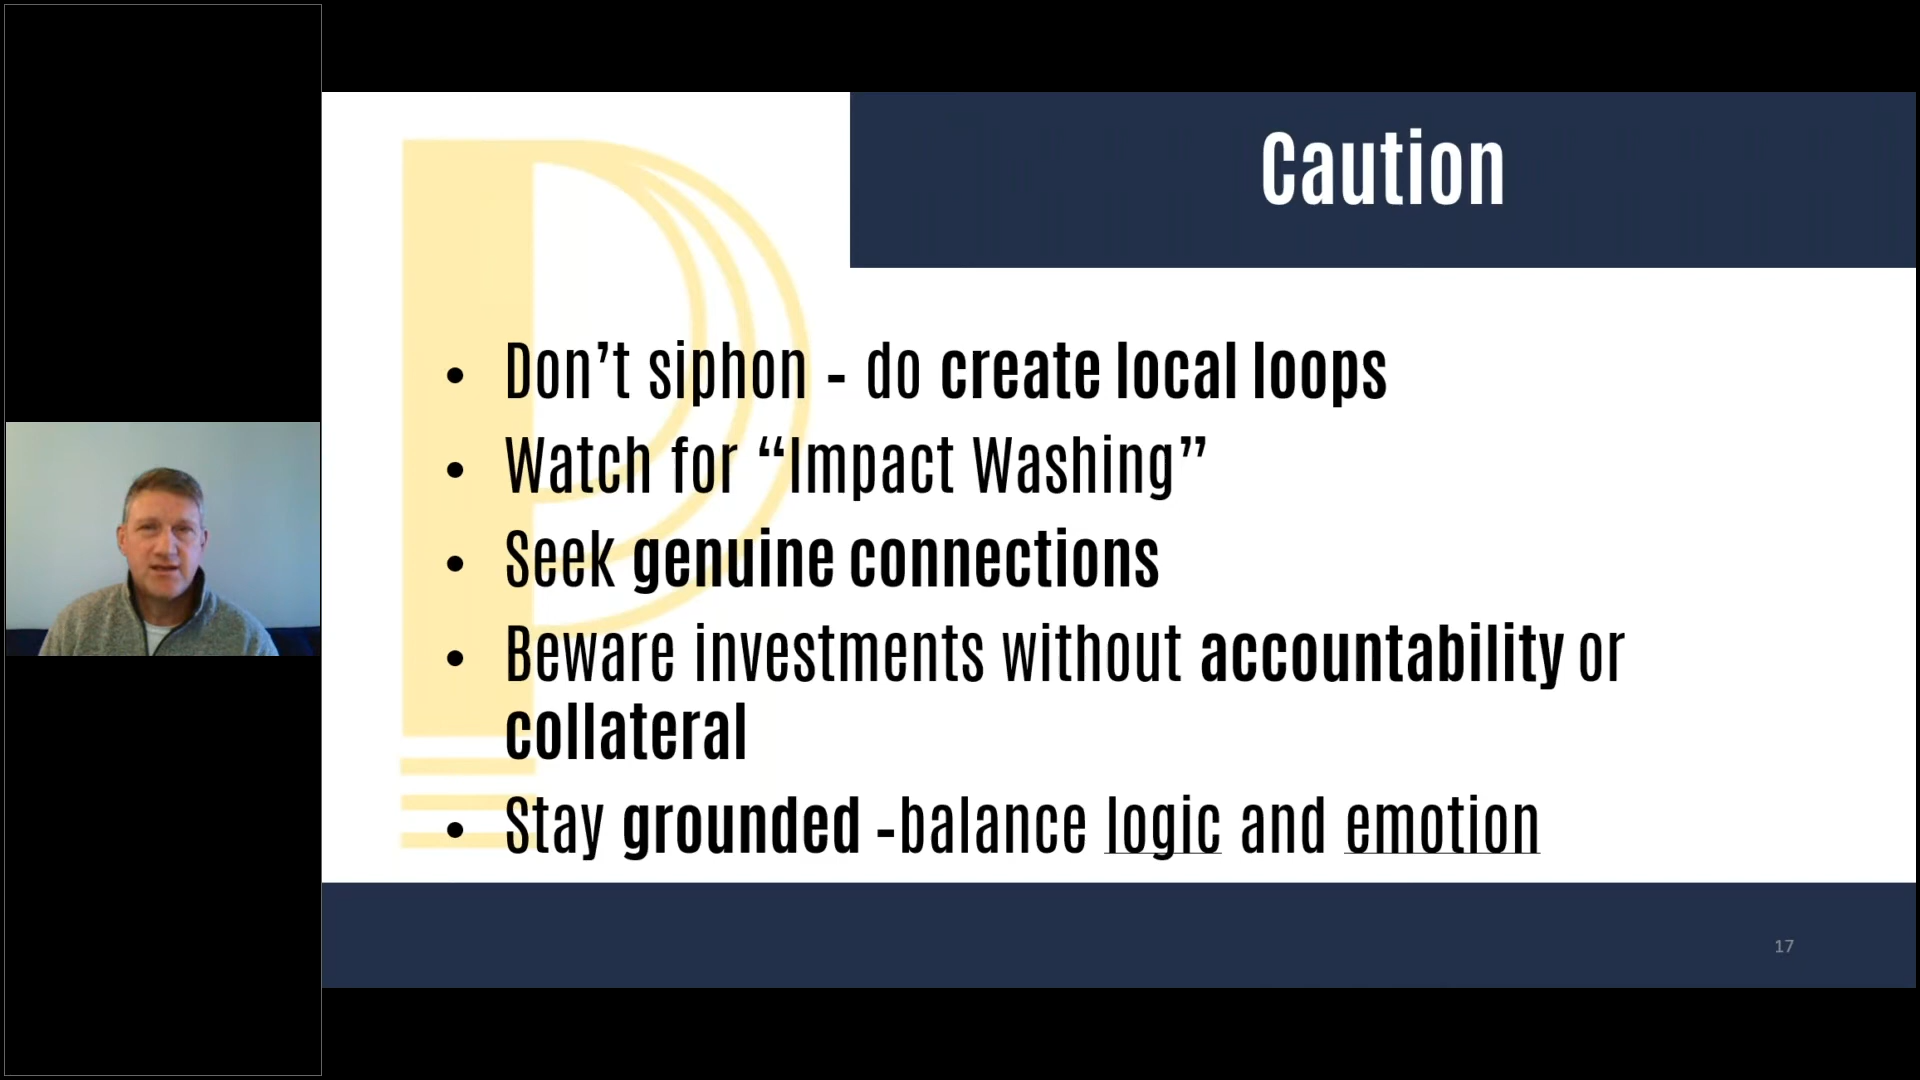 Caution
• Don’t siphon – do create local loops
• Watch for “Impact Washing”
• Seek genuine connections
• Beware investments without accountability or
collateral
• Stay grounded –balance logic and emotion
17